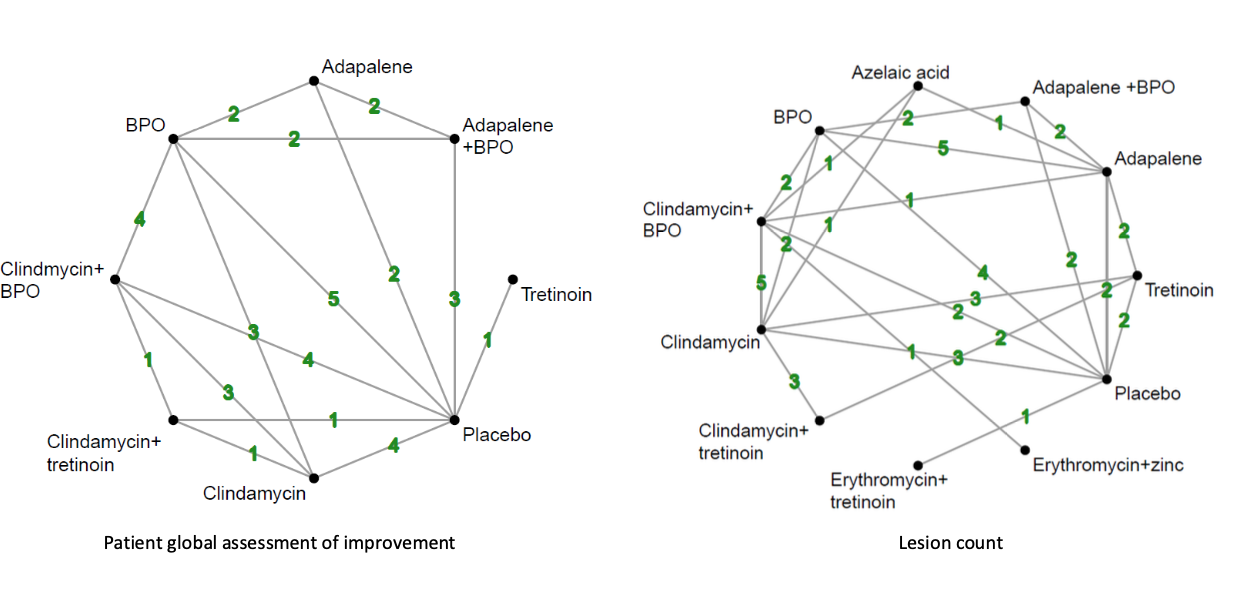 Adapalene
2
2
BPO
2
Adapalene
+BPO
4
Clindmycin+
BPO
2
5
3
Tretinoin
3
1
4
1
3
1
Clindamycin+
tretinoin
1
4
Placebo
Clindamycin
Patient global assessment of improvement
Azelaic acid
Adapalene +BPO
BPO
2
1
2
5
Adapalene
1
2
1
Clindamycin+
BPO
1
2
2
2
4
5
3
2
Tretinoin
2
2
2
Clindamycin
1
3
3
Placebo
1
Clindamycin+
tretinoin
Erythromycin+zinc
Erythromycin+
tretinoin
Lesion count